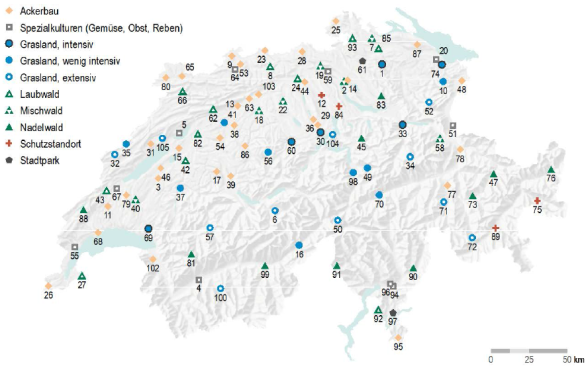 Ackerbau
Spezialkulturen (Gemüse, Obst, Reben)
Grasland, intensiv
Grasland, wenig intensiv
Grasland, extensiv
Laubwald
Mischwald
Nadelwald
Schutzstandort
Stadtpark
25
93 7 85 87 20
9 23 28 61 1 74
65 64 53 8 19 59 10 48
80 103 24 44 2 14
66 63 12 83 52
13 41 22 29 84
62 18 36 33 51
5 38 30 104 45 58
105 82 54 60 78
35 31 15 86 56 34
32 42 98 49 47 76
46 17 39 77
3 37 70 71 73 75
43 67 79 40
88 11 6 50
68 69 57 72 89
55 16
102 81 99 91 90
27 4 96 94
26 100 92 97
95
0 50 km